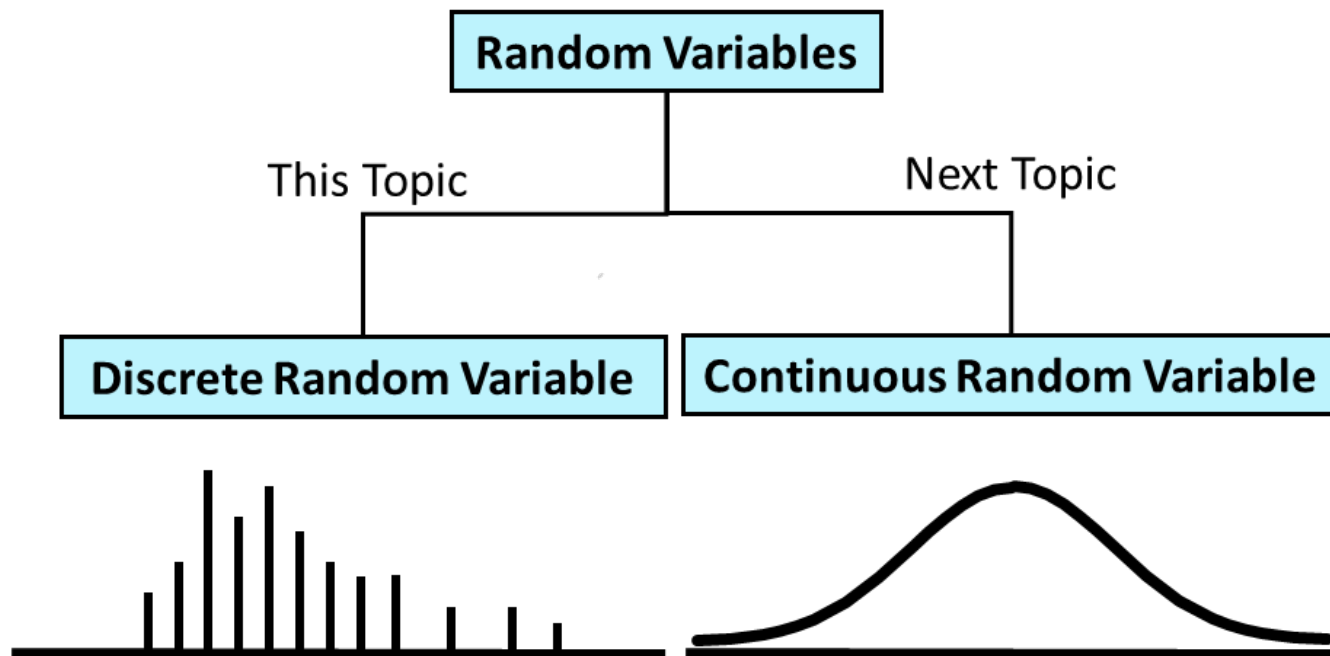 Random Variables
This Topic
Next Topic
Discrete Random Variable
Continuous Random Variable